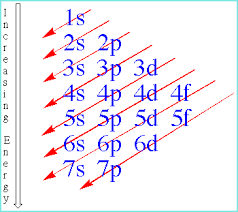 Increasing Energy
1s
2s 2p
3s 3p 3d
4s 4p 4d 4f
5s 5p 5d 5f
6s 6p 6d
7s 7p